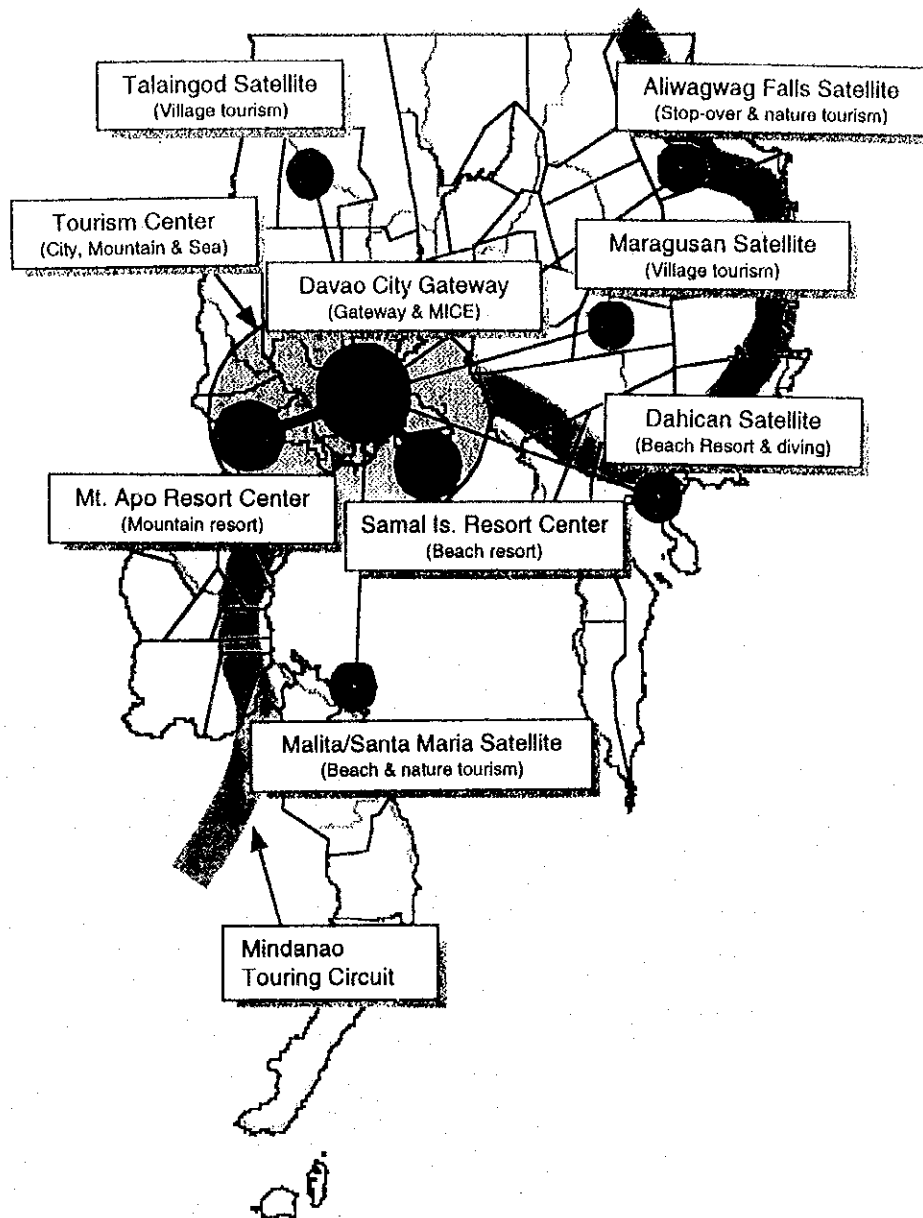 Talaingod Satellite
(Village tourism)
Aliwagwag Falls Satellite
(Stop-over & nature tourism)
Tourism Center
(City, Mountain & Sea)
Maragusan Satellite
(Village tourism)
Davao City Gateway
(Gateway & MICE)
Dahican Satellite
(Beach Resort & diving)
Mt. Apo Resort Center
(Mountain resort)
Samal Is. Resort Center
(Beach resort)
Malita/Santa Maria Satellite
(Beach & nature tourism)
Mindanao
Touring Circuit